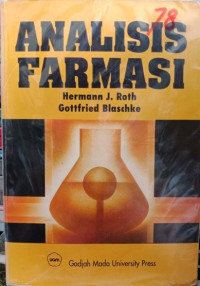 78
ANALISIS
FARMASI
Hermann J. Roth
Gottfried Blaschke
Gadjah Mada University Press